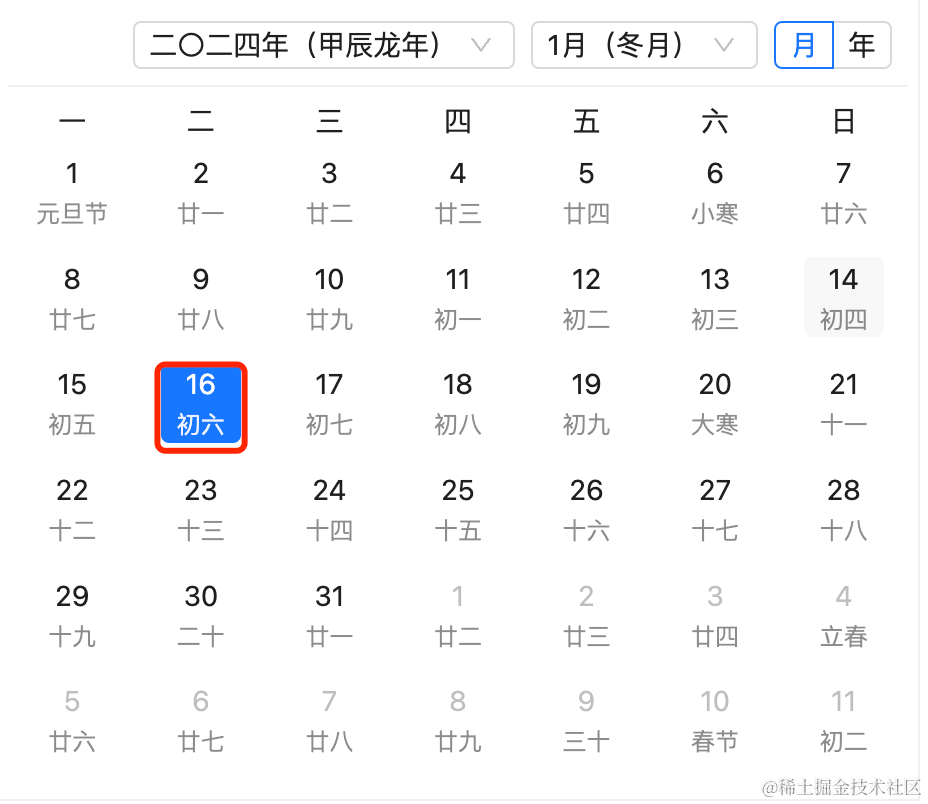 二〇二四年（甲辰龙年） 1月（冬月） 月 年
一 二 三 四 五 六 日
1 2 3 4 5 6 7
元旦节 廿一 廿二 廿三 廿四 小寒 廿六
8 9 10 11 12 13 14
廿七 廿八 廿九 初一 初二 初三 初四
15 16 17 18 19 20 21
初五 初六 初七 初八 初九 大寒 十一
22 23 24 25 26 27 28
十二 十三 十四 十五 十六 十七 十八
29 30 31 1 2 3 4
十九 二十 廿一 廿二 廿三 廿四 立春
5 6 7 8 9 10 11
廿六 廿七 廿八 廿九 三十 春节 初二
@稀土掘金技术社区